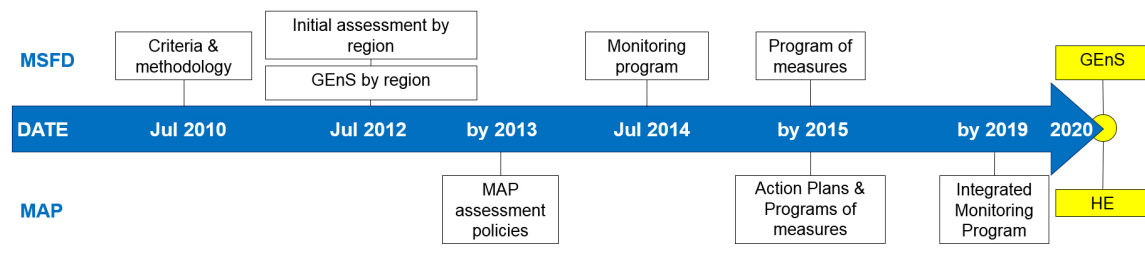 MSFD
Criteria &
methodology
Initial assessment by
region
GEnS by region
Monitoring
program
Program of
measures
GEnS
DATE
Jul 2010
Jul 2012
by 2013
Jul 2014
by 2015
by 2019
2020
MAP
MAP
assessment
policies
Action Plans &
Programs of
measures
Integrated
Monitoring
Program
HE